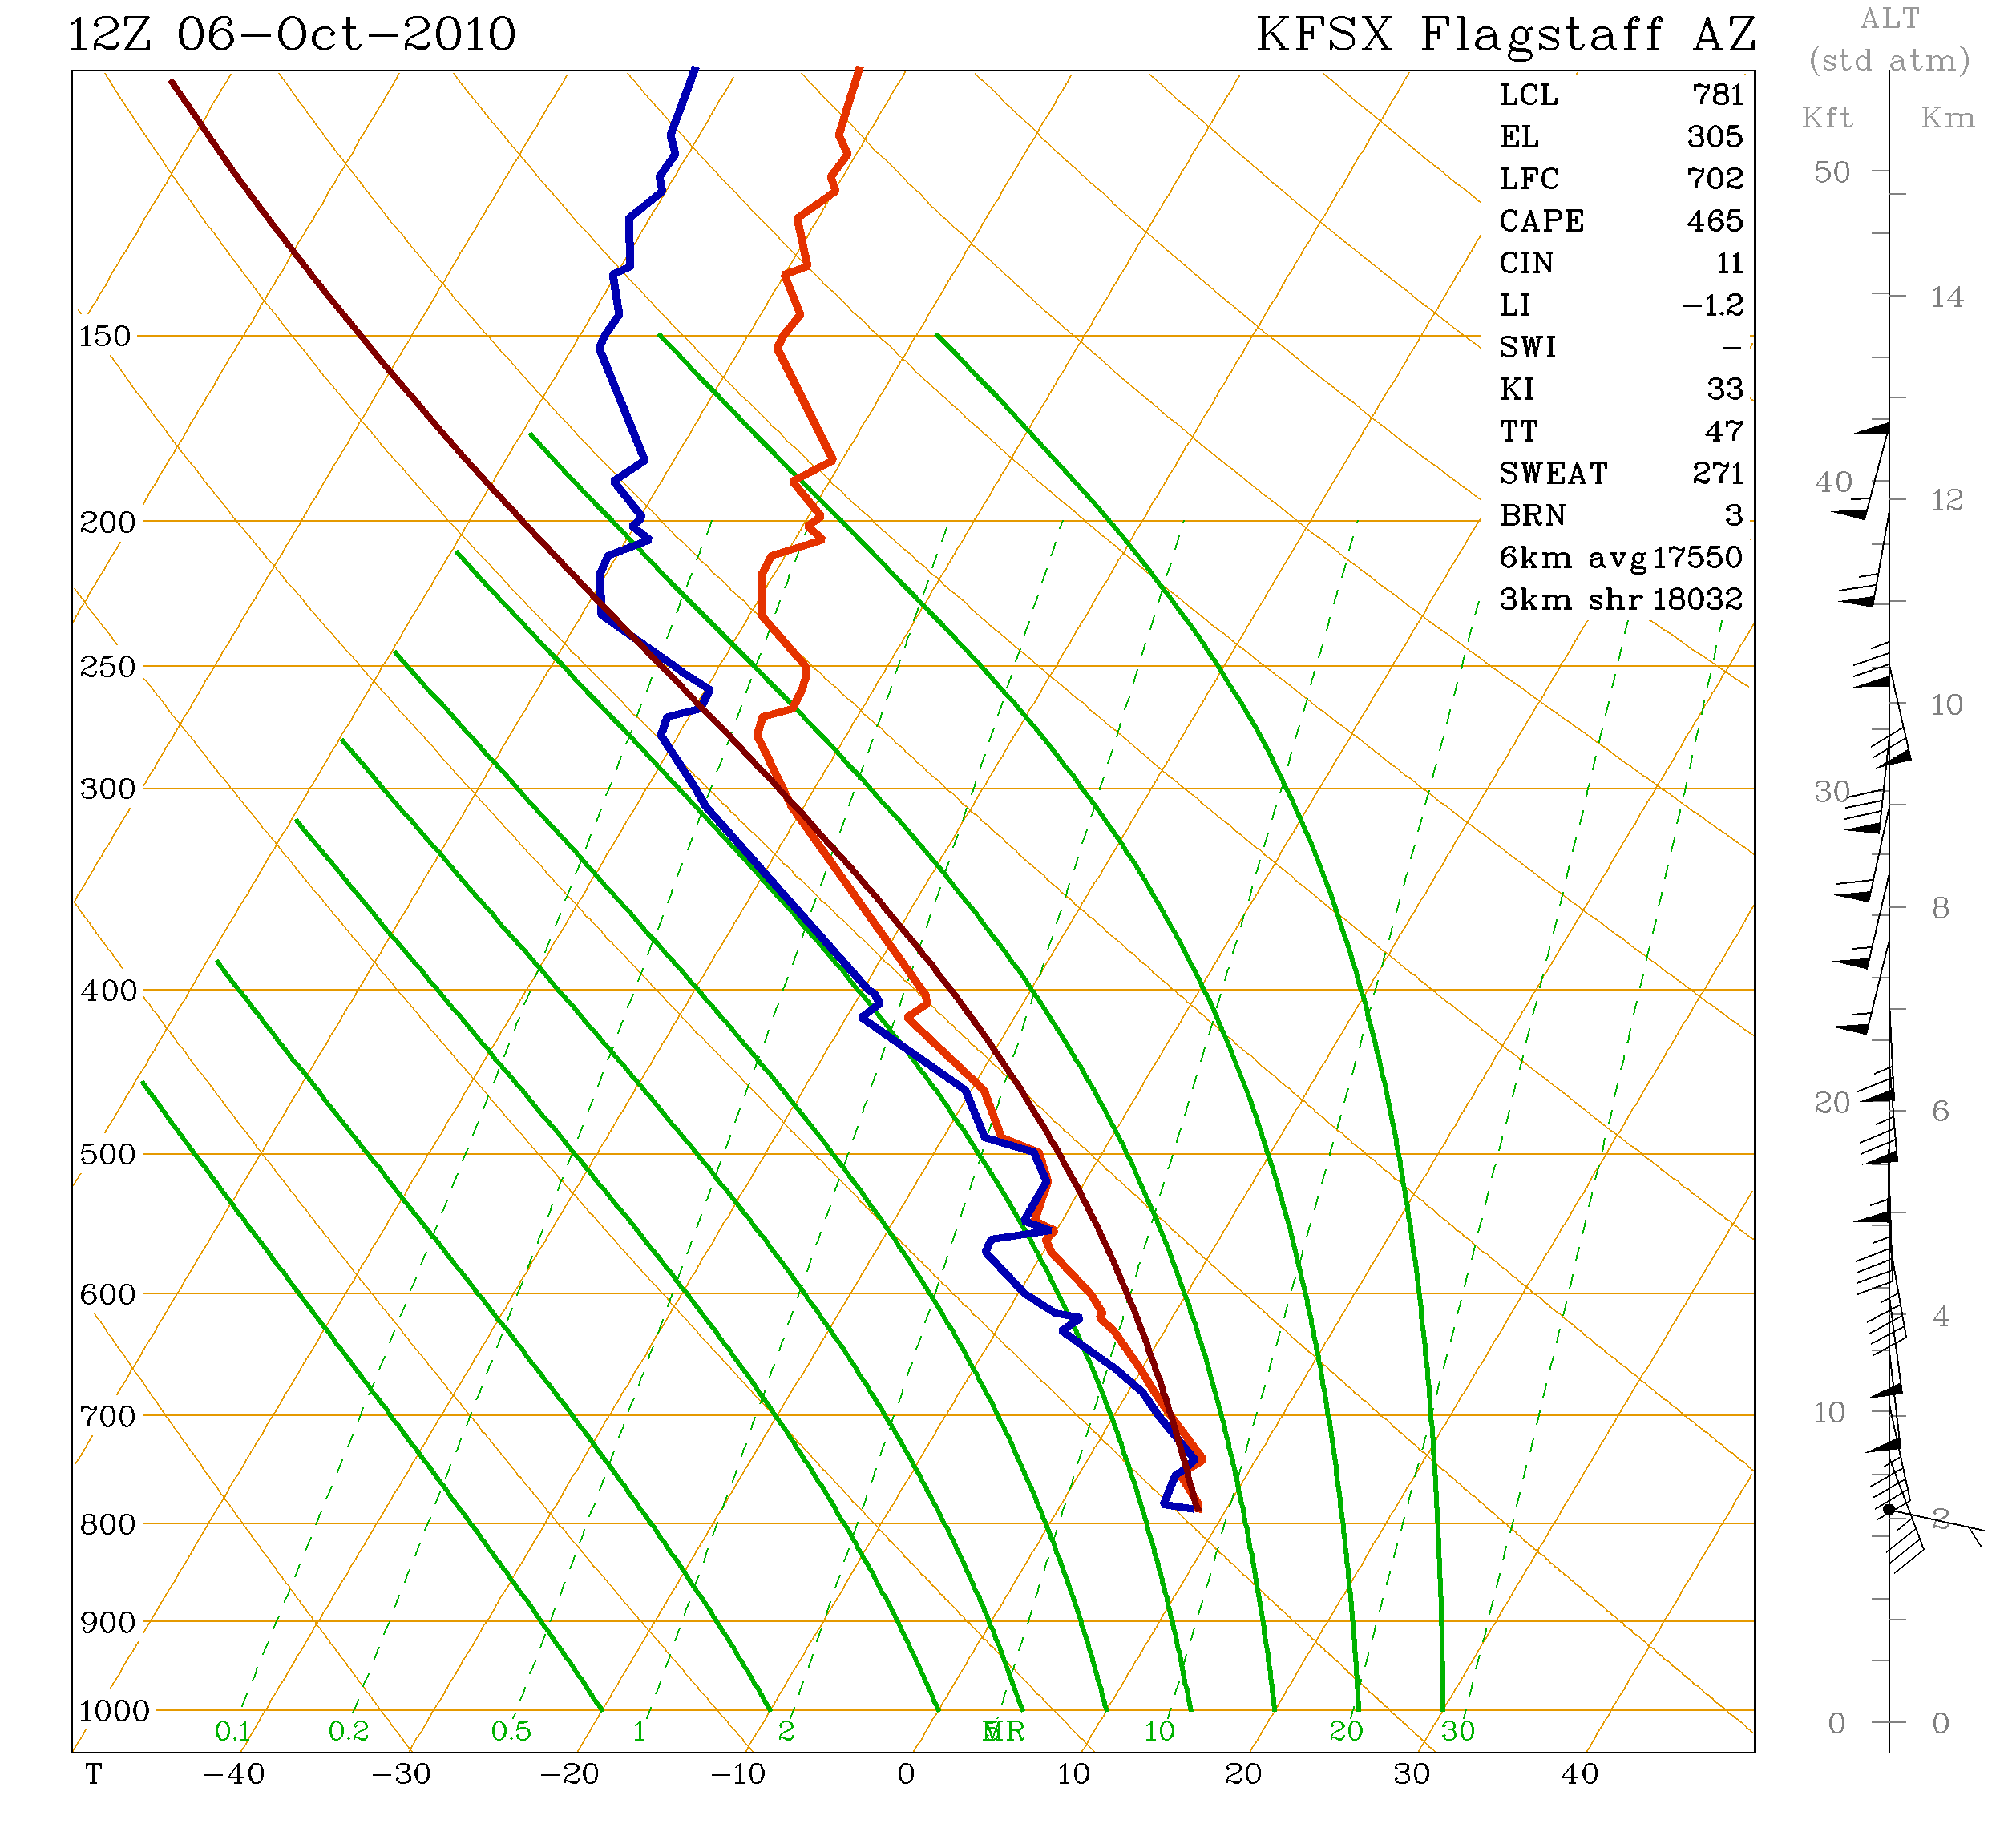 12Z 06-Oct-2010 KFSX Flagstaff AZ
ALT
(std atm)
Kft Km
LCL 781
EL 305
LFC 702
CAPE 465
CIN 11
LI -1.2
SWI -
KI 33
TT 47
SWEAT 271
BRN 3
6km avg 17550
3km shr 18032
150
200
250
300
400
500
600
700
800
900
1000
50
40
30
20
10
0
14
12
10
8
6
4
2
0
0.1 0.2 0.5 1 2 5 MR 10 20 30
T -40 -30 -20 -10 0 10 20 30 40